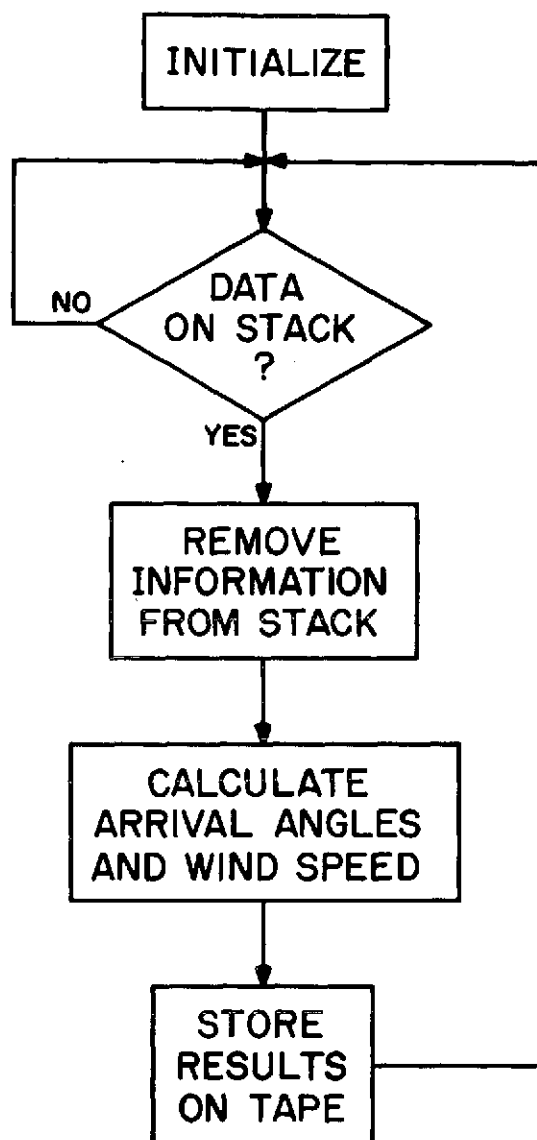 INITIALIZE
DATA
ON STACK
?
NO
YES
REMOVE
INFORMATION
FROM STACK
CALCULATE
ARRIVAL ANGLES
AND WIND SPEED
STORE
RESULTS
ON TAPE